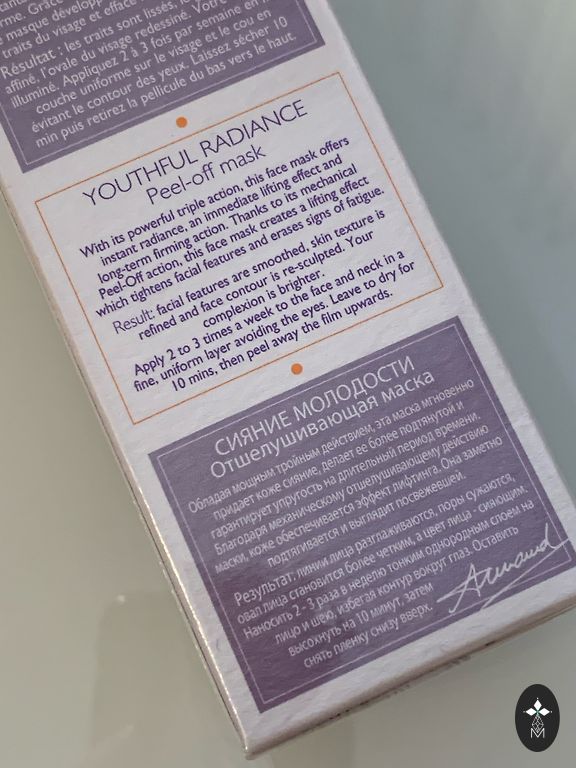 rme. Grâce
masque dévelop
traits du visage et efface
Résultat : les traits sont lissés,
affiné, l'ovale du visage redessiné. Votre
illuminé. Appliquez 2 à 3 fois par semaine en
couche uniforme sur le visage et le cou en
évitant le contour des yeux. Laissez sécher 10
min puis retirez la pellicule du bas vers le haut.
YOUTHFUL RADIANCE
Peel-off mask
With its powerful triple action, this face mask offers
instant radiance, an immediate lifting effect and
long-term firming action. Thanks to its mechanical
Peel-Off action, this face mask creates a lifting effect
which tightens facial features and erases signs of fatigue.
Result: facial features are smoothed, skin texture is
refined and face contour is re-sculpted. Your
complexion is brighter.
Apply 2 to 3 times a week to the face and neck in a
fine, uniform layer avoiding the eyes. Leave to dry for
10 mins, then peel away the film upwards.
СИЯНИЕ МОЛОДОСТИ
Отшелушивающая маска
Обладая мощным тройным действием, эта маска мгновенно
придает коже сияние, делает ее более подтянутой и
гарантирует упругость на длительный период времени.
Благодаря механическому отшелушивающему действию
маски, коже обеспечивается эффект лифтинга. Она заметно
подтягивается и выглядит посвежевшей.
Результат: линии лица разглаживаются, поры сужаются,
овал лица становится более четким, а цвет лица - сияющим.
Наносить 2 - 3 раза в неделю тонким однородным слоем на
лицо и шею, избегая контур вокруг глаз. Оставить
высохнуть на 10 минут, затем
снять пленку снизу вверх.
Arnaud
M